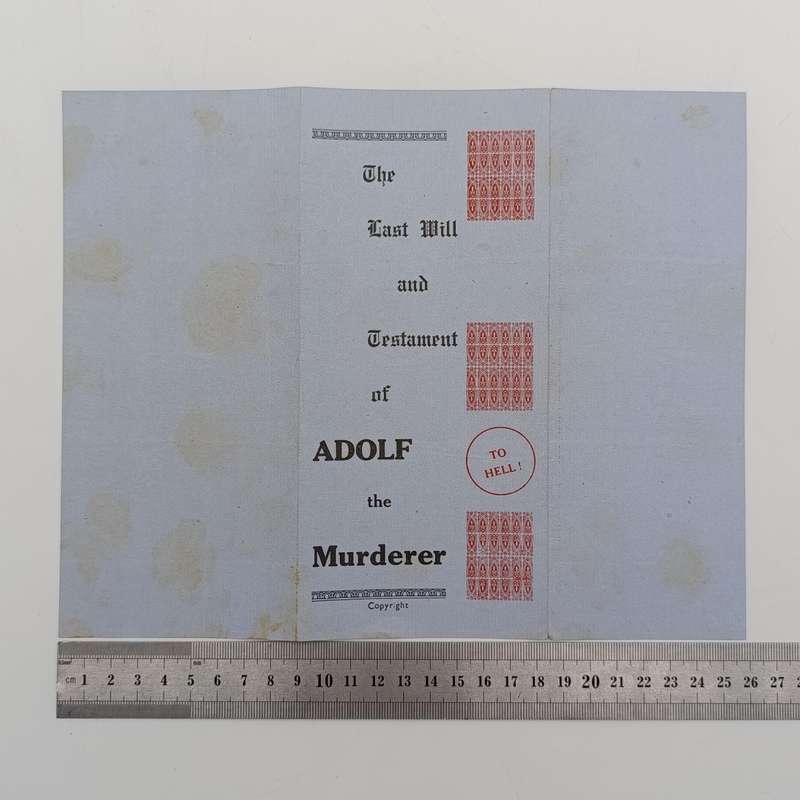 The
Last Will
and
Testament
of
ADOLF
the
Murderer
Copyright
TO
HELL!
cm 1 2 3 4 5 6 7 8 9 10 11 12 13 14 15 16 17 18 19 20 21 22 23 24 25 26 27